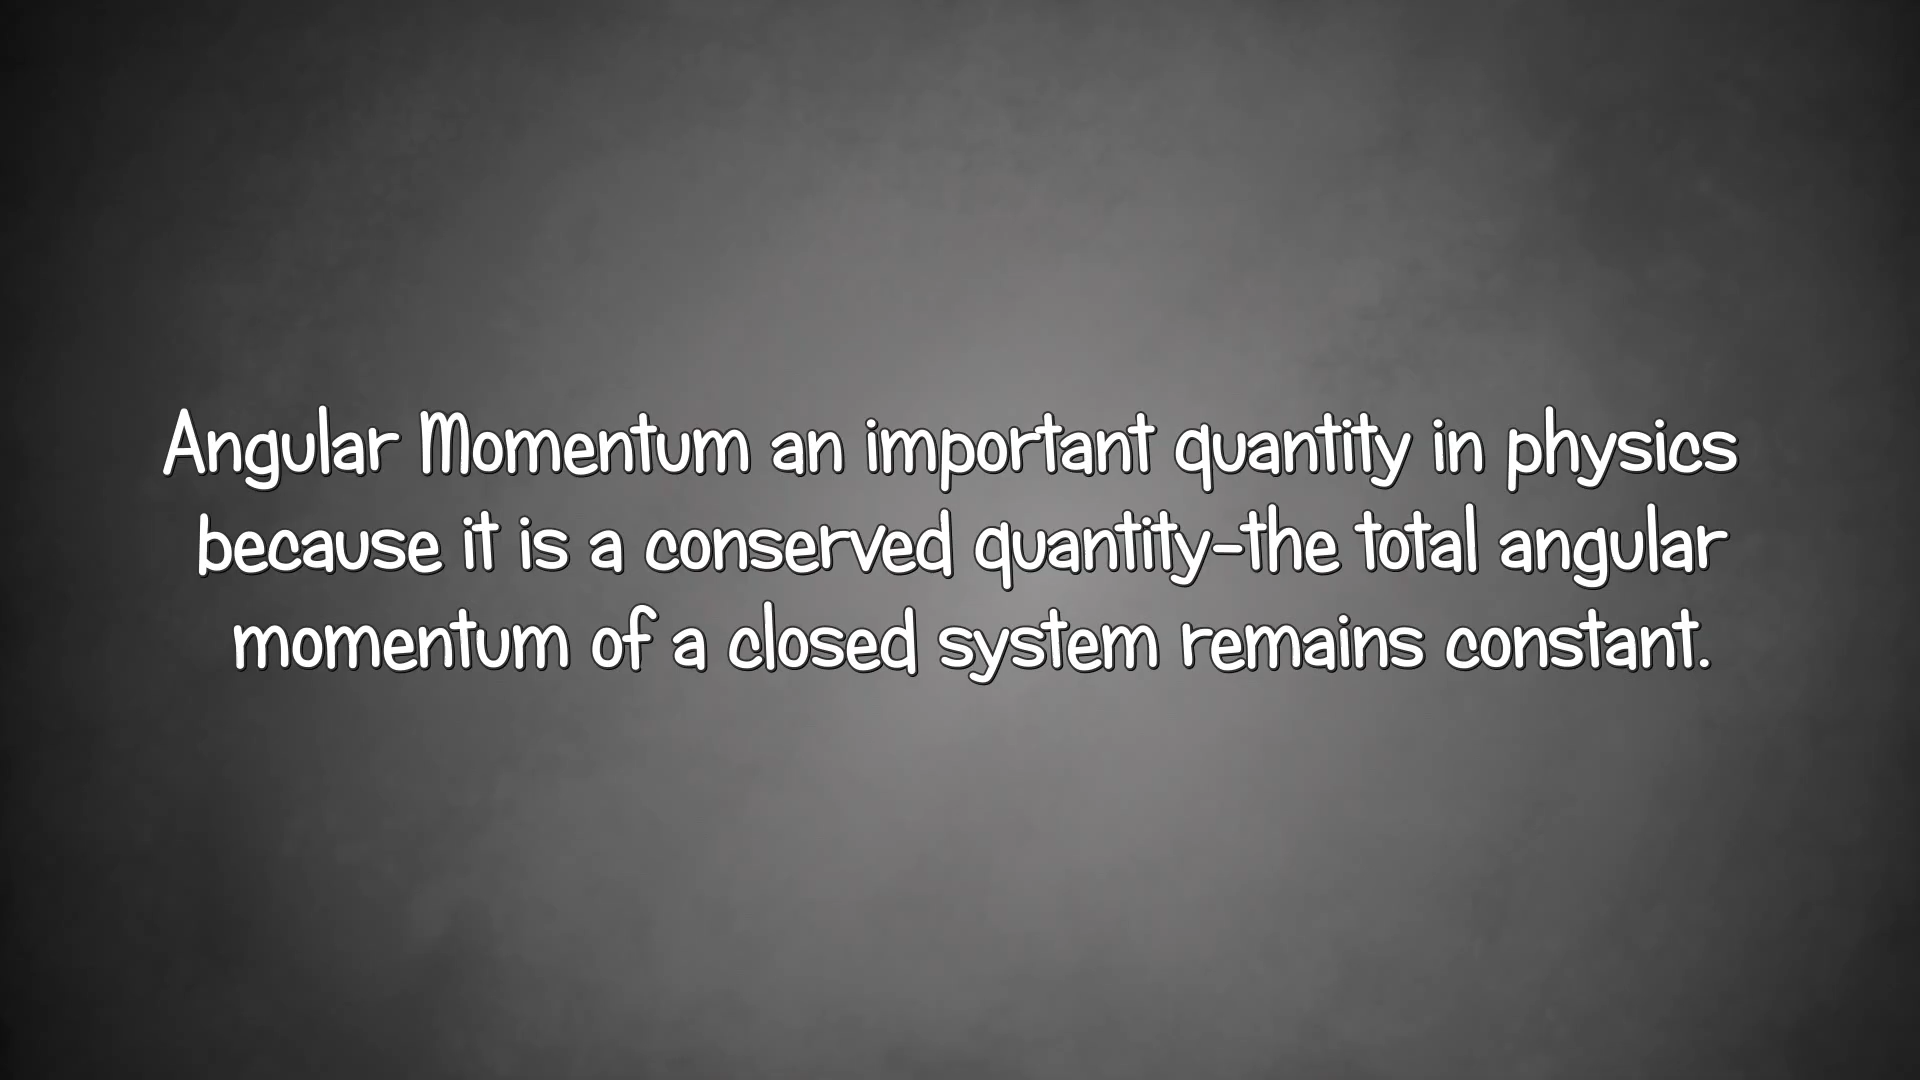 Angular Momentum an important quantity in physics
because it is a conserved quantity-the total angular
momentum of a closed system remains constant.